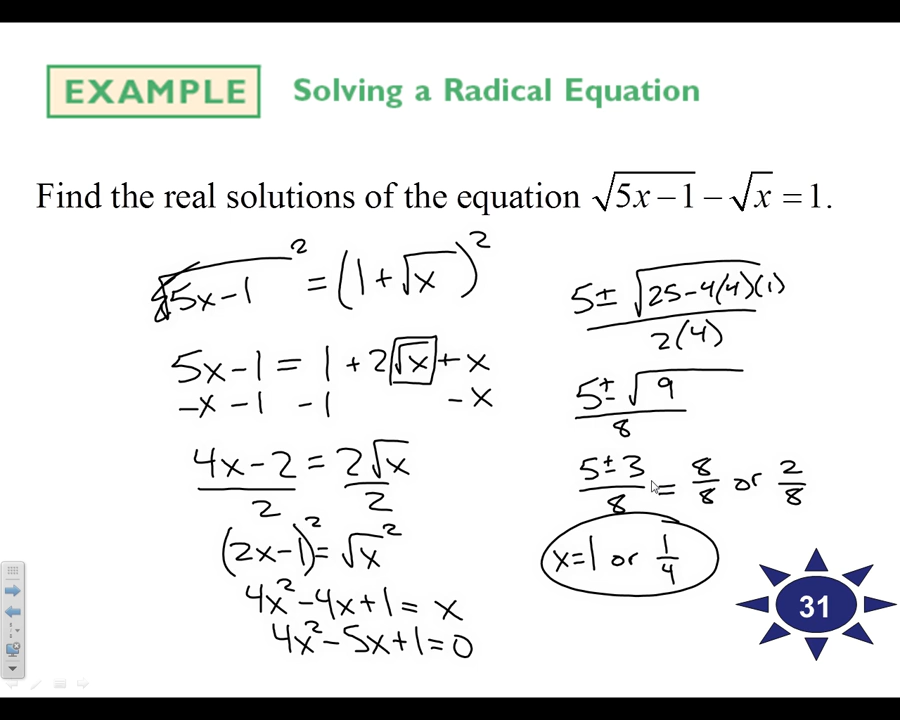 EXAMPLE Solving a Radical Equation
Find the real solutions of the equation √(5x − 1) − √x = 1.
√(5x-1)² = (1+√x)²
5x-1 = 1 + 2√x + x
-x -1 -1 -x
4x-2 = 2√x
2 2
(2x-1)² = √x²
4x²-4x+1 = x
4x²-5x+1=0
5± √(25-4(4)(1)
2(4)
5± √9
8
5±3 / 8 = 8/8 or 2/8
x=1 or 1/4
31